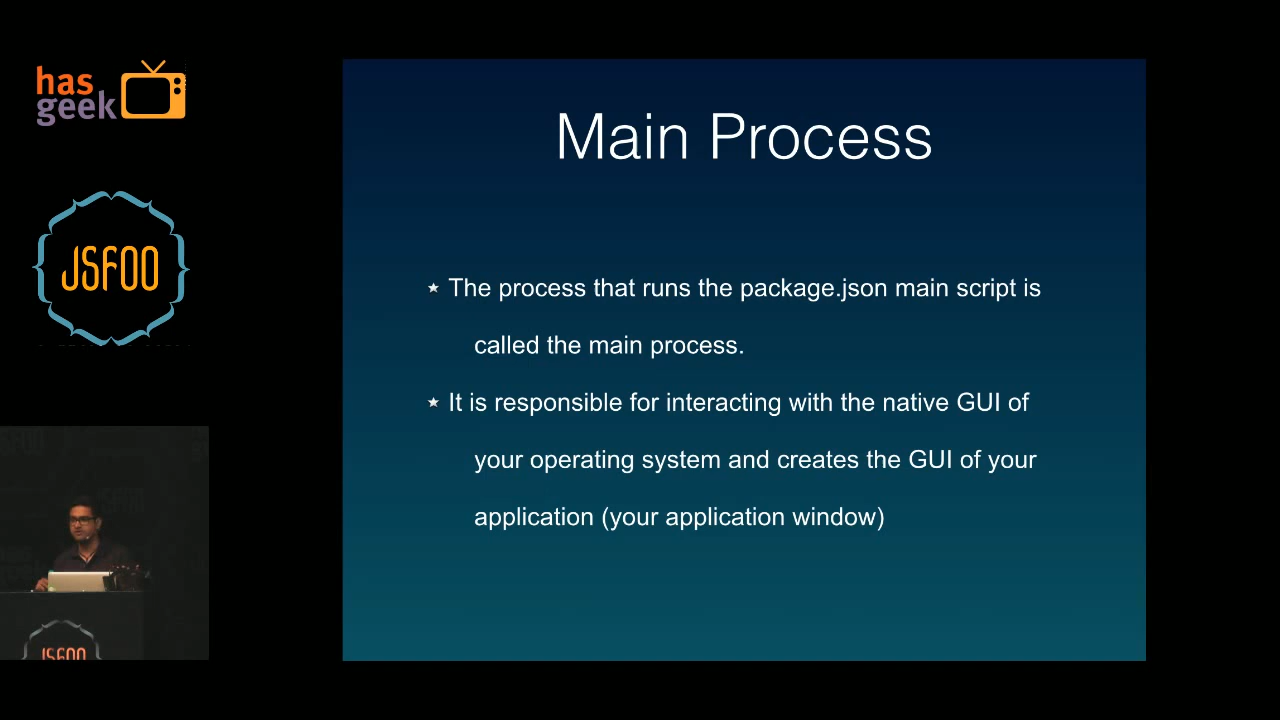 has
geek
JSFOO
Main Process
The process that runs the package.json main script is
called the main process.
It is responsible for interacting with the native GUI of
your operating system and creates the GUI of your
application (your application window)
JSFOO